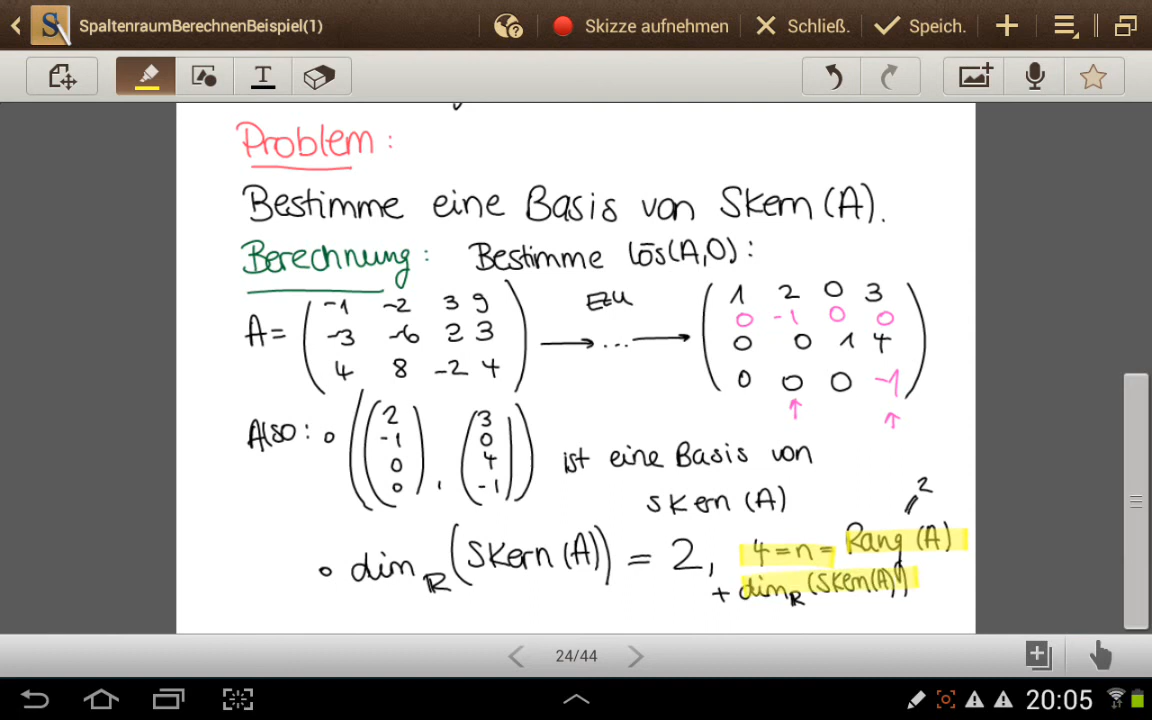 SpaltenraumBerechnenBeispiel(1)
Skizze aufnehmen
Schließ.
Speich.
Problem:
Bestimme eine Basis von Skern (A).
Berechnung: Bestimme Lös(A,0):
A = ( -1 -2 3 9 EZU ( 1 2 0 3
0 -1 0 0
-3 -6 2 3 → ... → 0 0 1 4
4 8 -2 4 ) 0 0 0 -1 )
↑ ↑
Also: ∘ ( ( 2 3
-1 0
0 4
0 ) , ( -1 ) ) ist eine Basis von
skern (A)
2
∘ dim R (Skern (A)) = 2, 4 = n = Rang (A)
+ dim R (Skern(A))
24/44
20:05